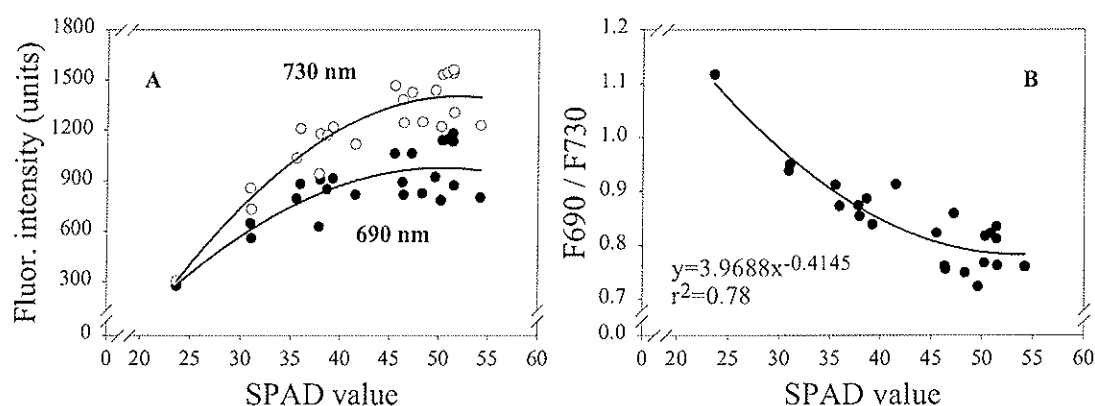 1800
1500
1200
900
600
300
0
Fluor. intensity (units)
A
730 nm
690 nm
0 20 25 30 35 40 45 50 55 60
SPAD value
1.2
1.1
1.0
0.9
0.8
0.7
0.0
F690 / F730
B
y=3.9688x-0.4145
r2=0.78
0 20 25 30 35 40 45 50 55 60
SPAD value